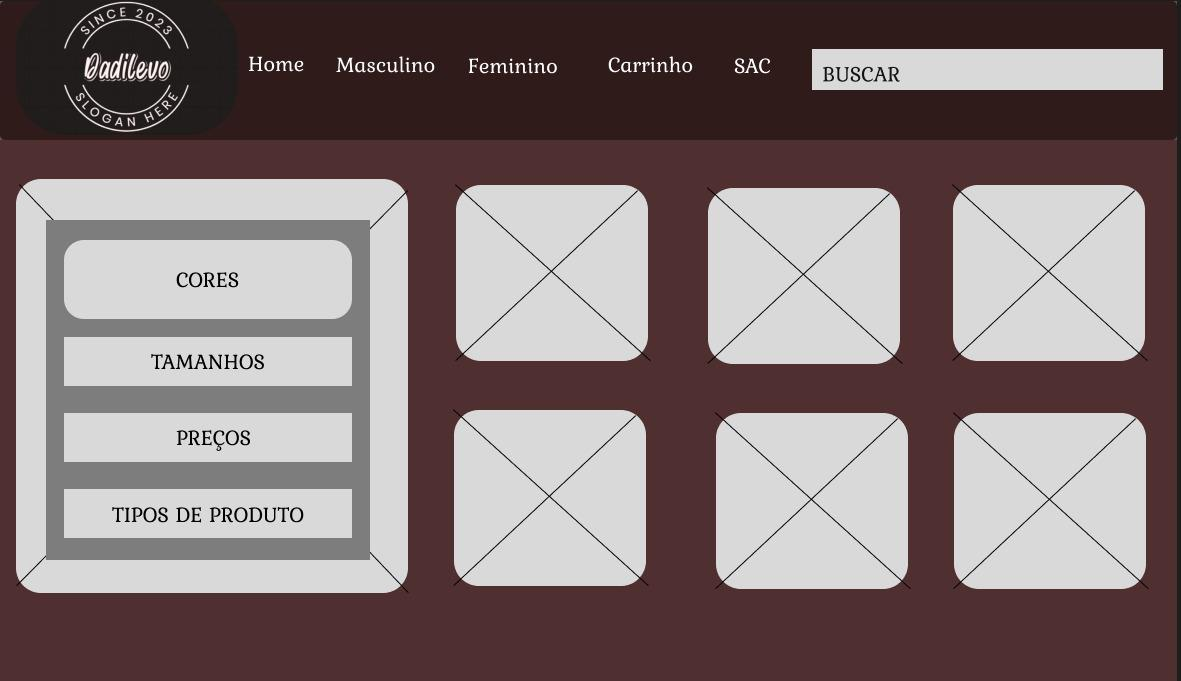 SINCE 2023
Dadilevo
SLOGAN HERE
Home
Masculino
Feminino
Carrinho
SAC
BUSCAR
CORES
TAMANHOS
PREÇOS
TIPOS DE PRODUTO